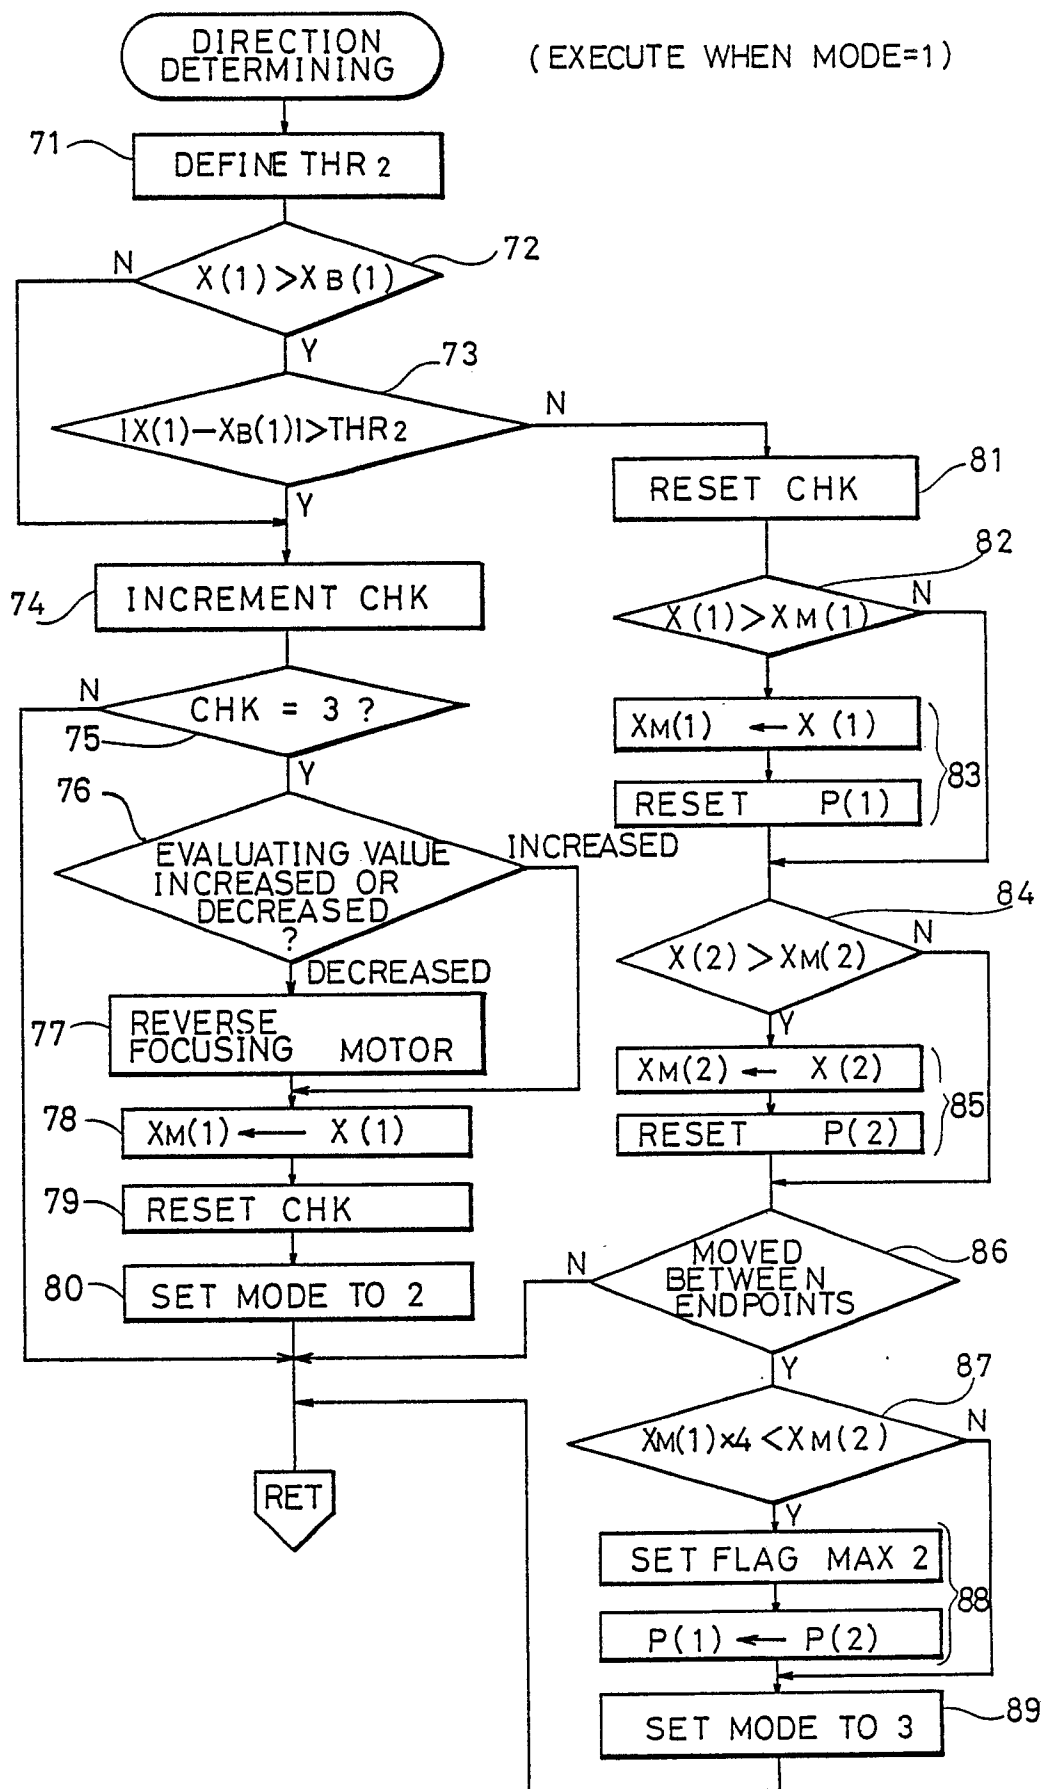 DIRECTION
DETERMINING
(EXECUTE WHEN MODE=1)
71
DEFINE THR2
72
N
X(1)>XB(1)
Y
73
N
|X(1)-XB(1)|>THR2
Y
81
RESET CHK
74
INCREMENT CHK
82
N
X(1)>XM(1)
N
CHK = 3 ?
75
Y
XM(1) ← X(1)
83
RESET P(1)
76
INCREASED
EVALUATING VALUE
INCREASED OR
DECREASED
?
DECREASED
84
N
X(2)>XM(2)
Y
77
REVERSE
FOCUSING MOTOR
XM(2) ← X(2)
85
RESET P(2)
78
XM(1) ← X(1)
79
RESET CHK
80
SET MODE TO 2
86
N
MOVED
BETWEEN
ENDPOINTS
Y
87
N
XM(1)×4<XM(2)
Y
RET
SET FLAG MAX 2
88
P(1) ← P(2)
SET MODE TO 3
89